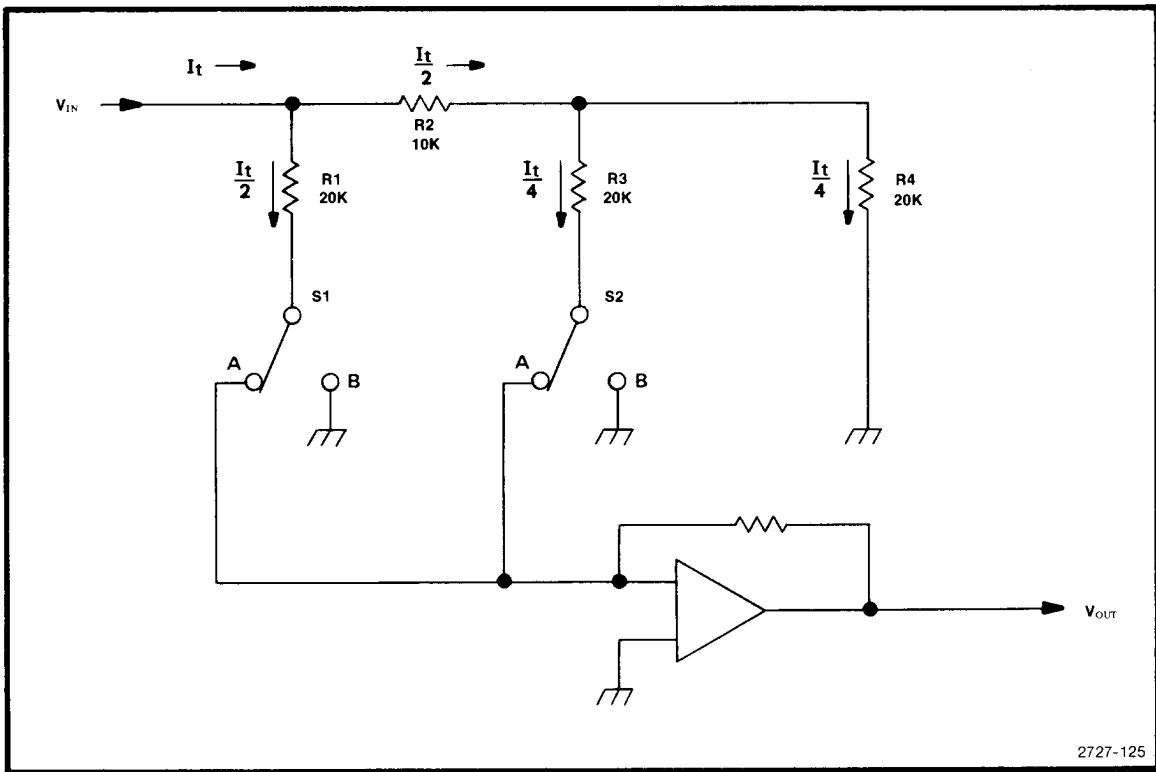 It
It/2
VIN
R2
10K
It/2
R1
20K
It/4
R3
20K
It/4
R4
20K
S1
S2
A
B
A
B
VOUT
2727-125